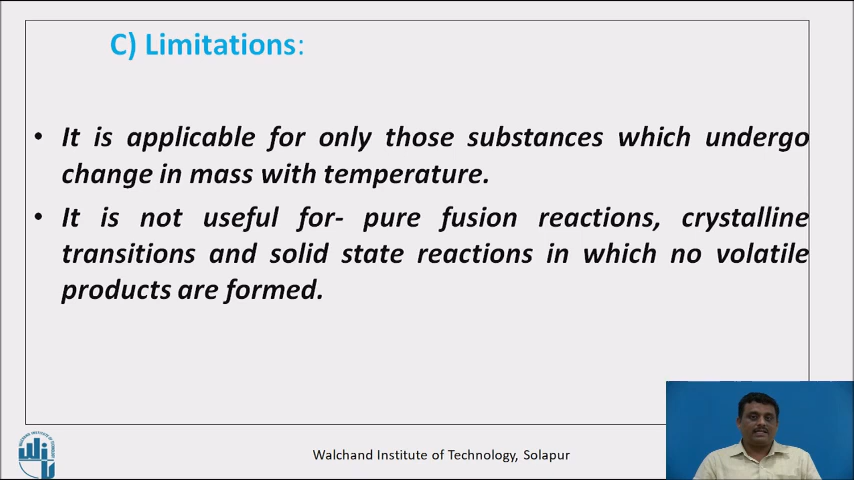 C) Limitations:
• It is applicable for only those substances which undergo
change in mass with temperature.
• It is not useful for- pure fusion reactions, crystalline
transitions and solid state reactions in which no volatile
products are formed.
Walchand Institute of Technology, Solapur